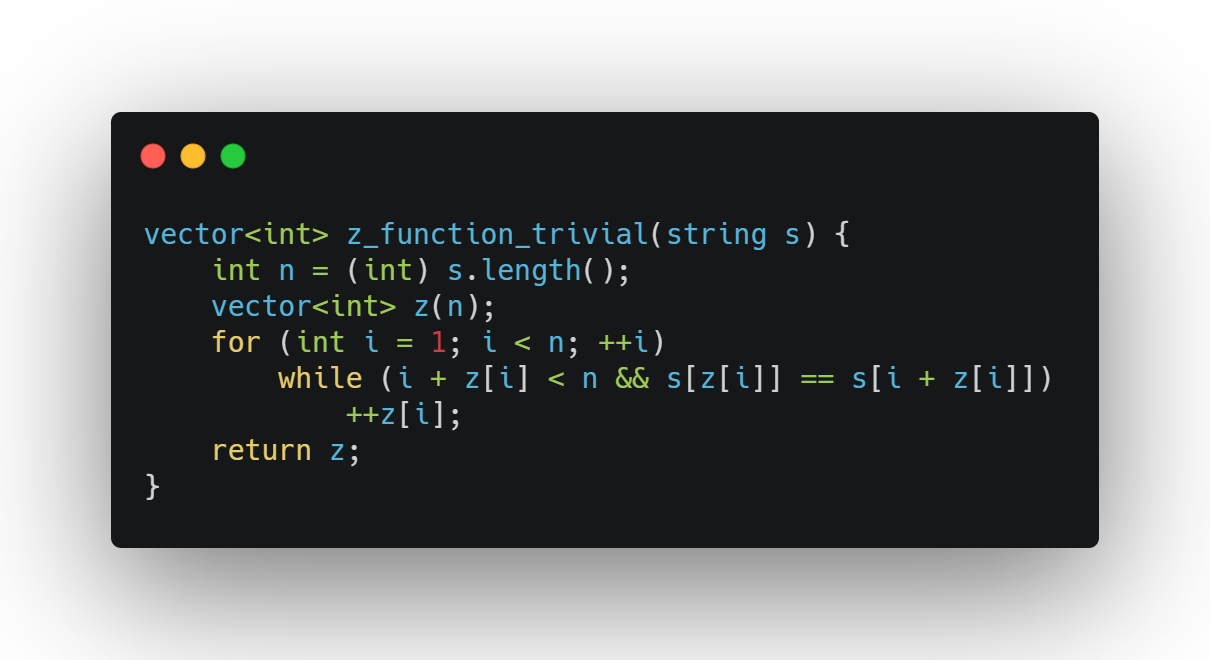 vector<int> z_function_trivial(string s) {
    int n = (int) s.length();
    vector<int> z(n);
    for (int i = 1; i < n; ++i)
        while (i + z[i] < n && s[z[i]] == s[i + z[i]])
            ++z[i];
    return z;
}